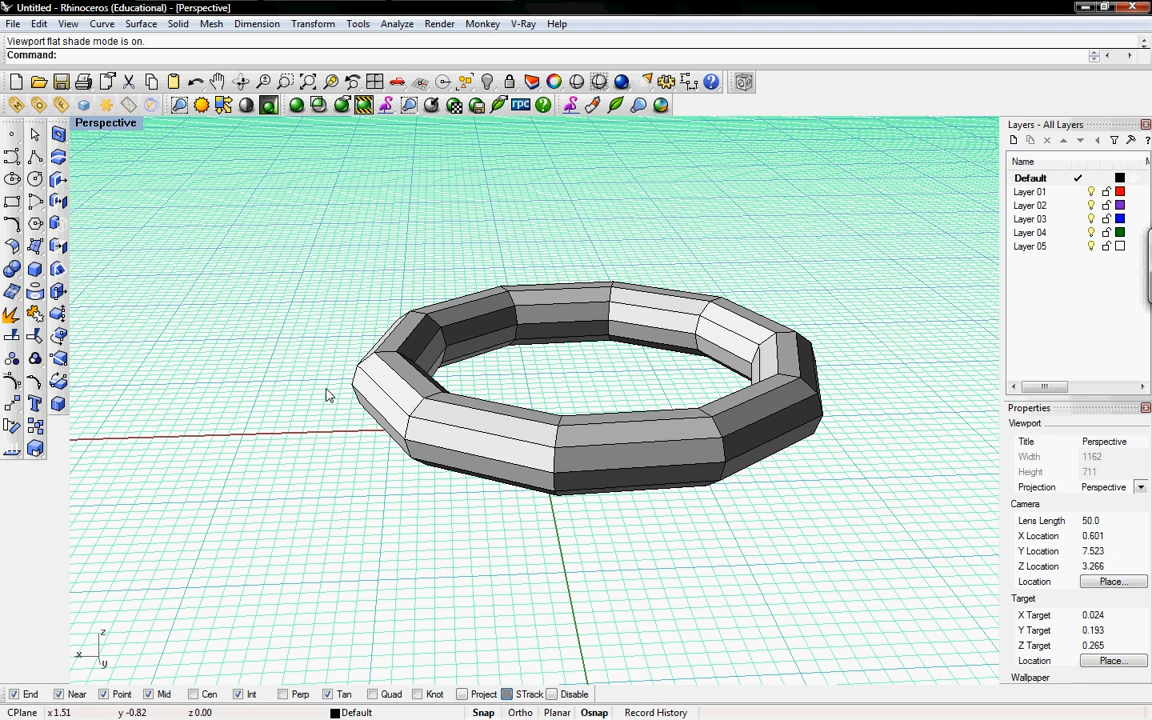 Untitled - Rhinoceros (Educational) - [Perspective]
File Edit View Curve Surface Solid Mesh Dimension Transform Tools Analyze Render Monkey V-Ray Help
Viewport flat shade mode is on.
Command:
rpc
Perspective
Layers - All Layers
Name
Default
Layer 01
Layer 02
Layer 03
Layer 04
Layer 05
Properties
Viewport
Title Perspective
Width 1162
Height 711
Projection Perspective
Camera
Lens Length 50.0
X Location 0.601
Y Location 7.523
Z Location 3.266
Location Place...
Target
X Target 0.024
Y Target 0.193
Z Target 0.265
Location Place...
Wallpaper
z
x
y
End Near Point Mid Cen Int Perp Tan Quad Knot Project STrack Disable
CPlane x 1.51 y -0.82 z 0.00 Default Snap Ortho Planar Osnap Record History